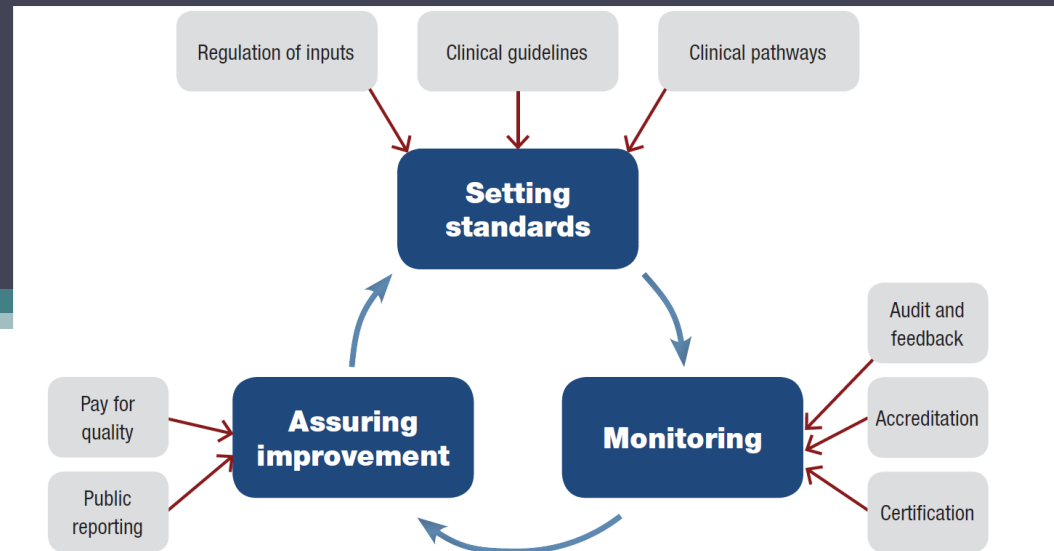 Regulation of inputs
Clinical guidelines
Clinical pathways
Setting
standards
Audit and
feedback
Pay for
quality
Assuring
improvement
Monitoring
Accreditation
Public
reporting
Certification